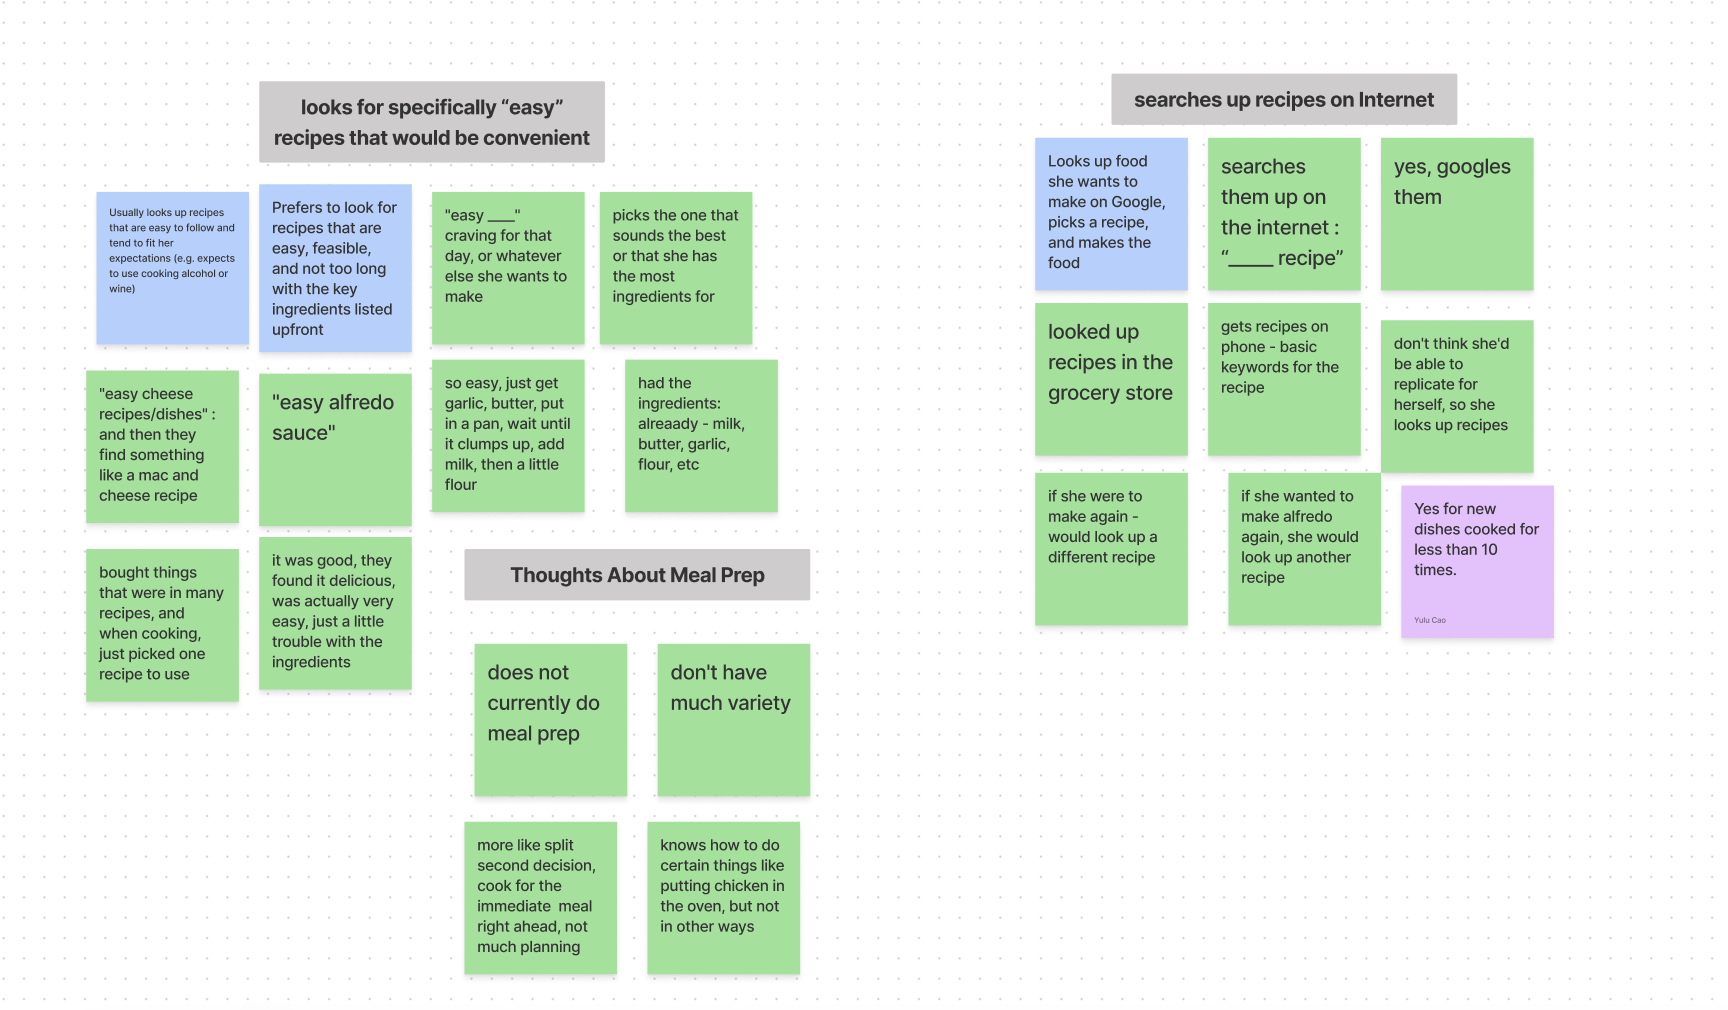 looks for specifically “easy”
recipes that would be convenient
Usually looks up recipes
that are easy to follow and
tend to fit her
expectations (e.g. expects
to use cooking alcohol or
wine)
Prefers to look for
recipes that are
easy, feasible,
and not too long
with the key
ingredients listed
upfront
"easy ____"
craving for that
day, or whatever
else she wants to
make
picks the one that
sounds the best
or that she has
the most
ingredients for
"easy cheese
recipes/dishes" :
and then they
find something
like a mac and
cheese recipe
"easy alfredo
sauce"
so easy, just get
garlic, butter, put
in a pan, wait until
it clumps up, add
milk, then a little
flour
had the
ingredients:
alreaady - milk,
butter, garlic,
flour, etc
bought things
that were in many
recipes, and
when cooking,
just picked one
recipe to use
it was good, they
found it delicious,
was actually very
easy, just a little
trouble with the
ingredients
Thoughts About Meal Prep
does not
currently do
meal prep
don't have
much variety
more like split
second decision,
cook for the
immediate  meal
right ahead, not
much planning
knows how to do
certain things like
putting chicken in
the oven, but not
in other ways
searches up recipes on Internet
Looks up food
she wants to
make on Google,
picks a recipe,
and makes the
food
searches
them up on
the internet :
“____ recipe”
yes, googles
them
looked up
recipes in the
grocery store
gets recipes on
phone - basic
keywords for the
recipe
don't think she'd
be able to
replicate for
herself, so she
looks up recipes
if she were to
make again -
would look up a
different recipe
if she wanted to
make alfredo
again, she would
look up another
recipe
Yes for new
dishes cooked for
less than 10
times.
Yulu Cao